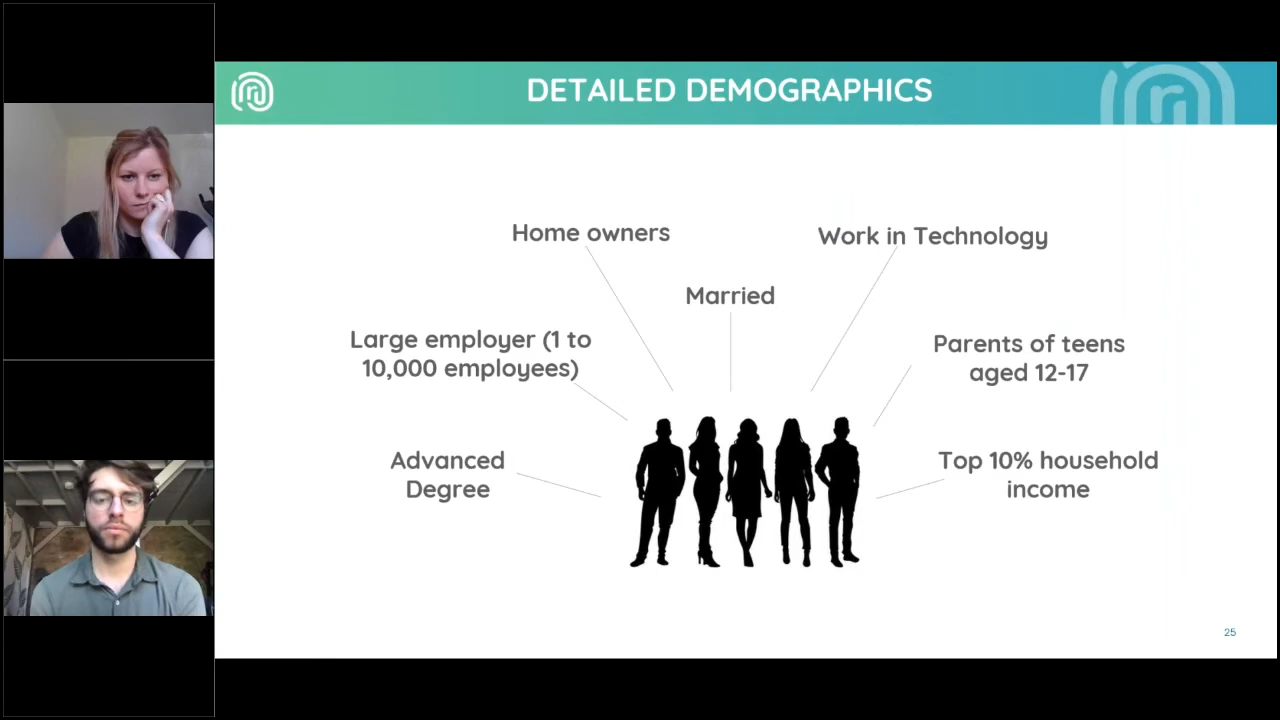 DETAILED DEMOGRAPHICS
Home owners
Work in Technology
Married
Large employer (1 to
10,000 employees)
Parents of teens
aged 12-17
Advanced
Degree
Top 10% household
income
25